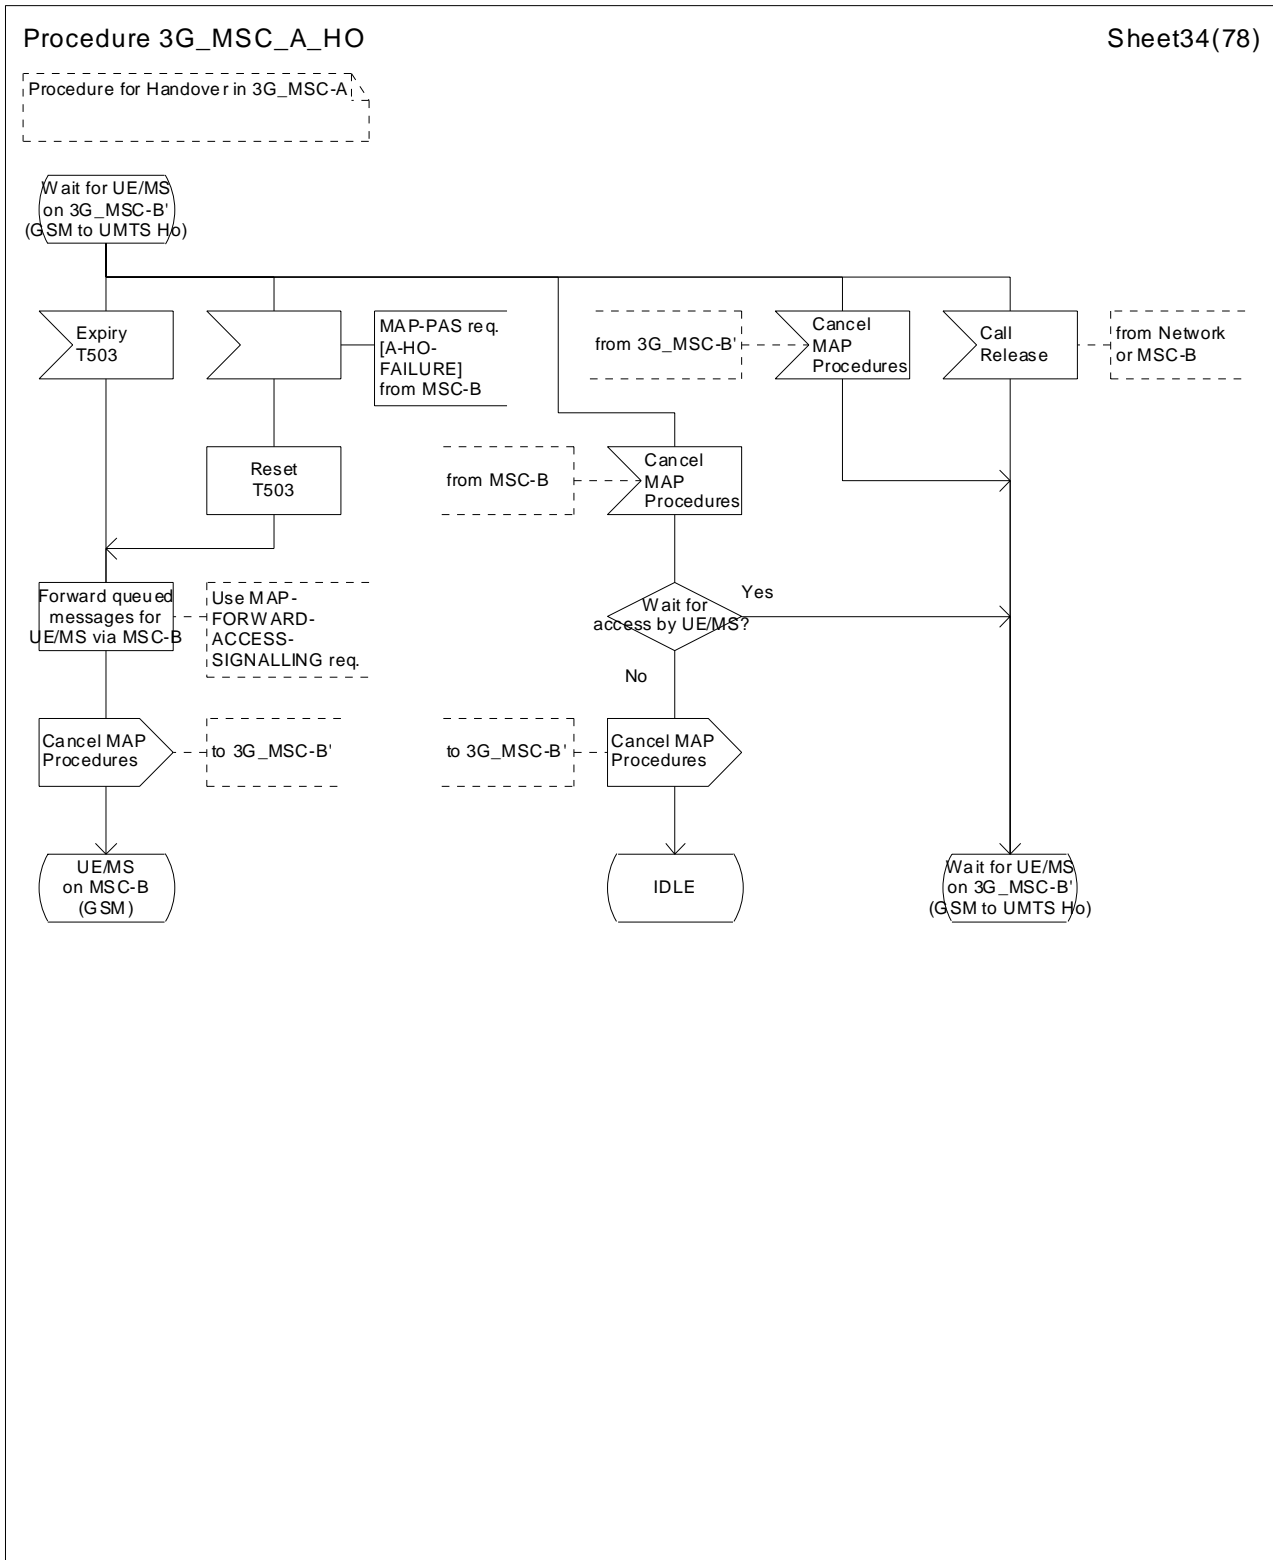 Procedure 3G_MSC_A_HO
Sheet34(78)
Procedure for Handover in 3G_MSC-A
Wait for UE/MS
on 3G_MSC-B'
(GSM to UMTS Ho)
Expiry
T503
MAP-PAS req.
[A-HO-
FAILURE]
from MSC-B
from 3G_MSC-B'
Cancel
MAP
Procedures
Call
Release
from Network
or MSC-B
Reset
T503
from MSC-B
Cancel
MAP
Procedures
Forward queued
messages for
UE/MS via MSC-B
Use MAP-
FORWARD-
ACCESS-
SIGNALLING req.
Wait for
access by UE/MS?
Yes
No
Cancel MAP
Procedures
to 3G_MSC-B'
to 3G_MSC-B'
Cancel MAP
Procedures
UE/MS
on MSC-B
(GSM)
IDLE
Wait for UE/MS
on 3G_MSC-B'
(GSM to UMTS Ho)